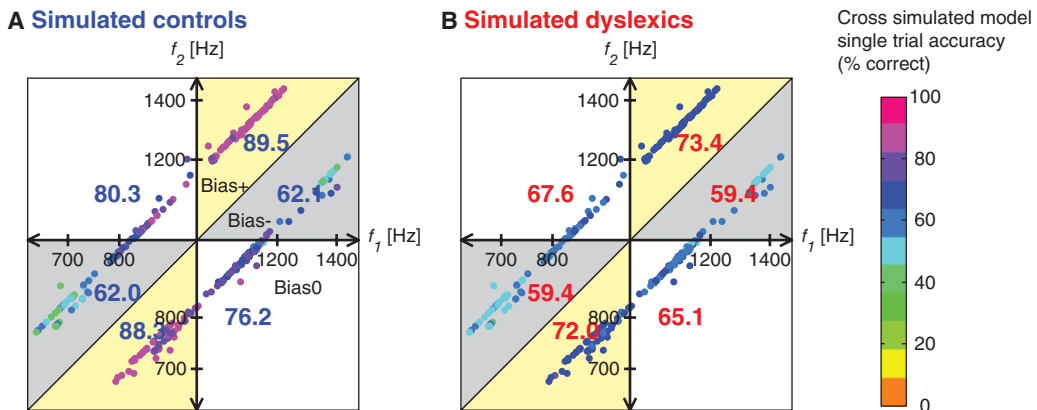 A Simulated controls
f2 [Hz]
1400
1200
89.5
80.3
Bias+
62.1
Bias-
f1 [Hz]
700
800
1200
1400
Bias0
62.0
88.3
800
76.2
700
B Simulated dyslexics
f2 [Hz]
1400
1200
73.4
67.6
59.4
f1 [Hz]
700
800
1200
1400
59.4
72.0
800
65.1
700
Cross simulated model
single trial accuracy
(% correct)
100
80
60
40
20
0